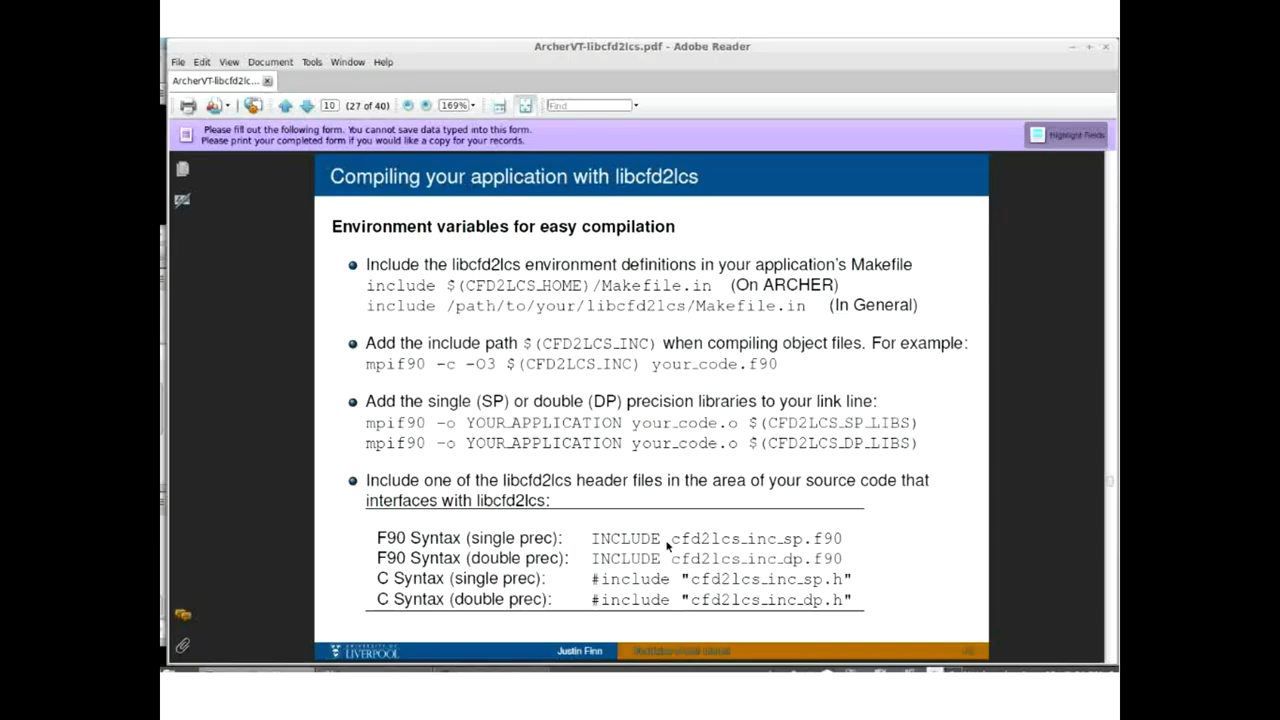 ArcherVT-libcfd2lcs.pdf - Adobe Reader
File Edit View Document Tools Window Help
ArcherVT-libcfd2lc...
10 (27 of 40) 169% Find
Please fill out the following form. You cannot save data typed into this form.
Please print your completed form if you would like a copy for your records.
Highlight Fields
Compiling your application with libcfd2lcs
Environment variables for easy compilation
Include the libcfd2lcs environment definitions in your application's Makefile
include $(CFD2LCS_HOME)/Makefile.in (On ARCHER)
include /path/to/your/libcfd2lcs/Makefile.in (In General)
Add the include path $(CFD2LCS_INC) when compiling object files. For example:
mpif90 -c -O3 $(CFD2LCS_INC) your_code.f90
Add the single (SP) or double (DP) precision libraries to your link line:
mpif90 -o YOUR_APPLICATION your_code.o $(CFD2LCS_SP_LIBS)
mpif90 -o YOUR_APPLICATION your_code.o $(CFD2LCS_DP_LIBS)
Include one of the libcfd2lcs header files in the area of your source code that
interfaces with libcfd2lcs:
F90 Syntax (single prec): INCLUDE cfd2lcs_inc_sp.f90
F90 Syntax (double prec): INCLUDE cfd2lcs_inc_dp.f90
C Syntax (single prec): #include "cfd2lcs_inc_sp.h"
C Syntax (double prec): #include "cfd2lcs_inc_dp.h"
UNIVERSITY OF
LIVERPOOL
Justin Finn